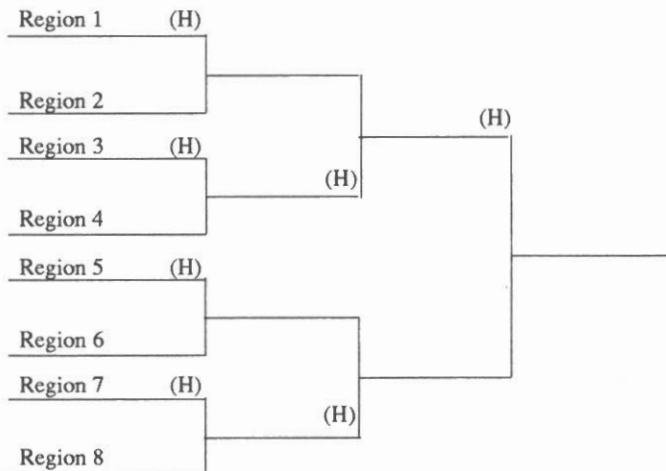 Region 1 (H)
Region 2
(H)
Region 3 (H)
(H)
Region 4
Region 5 (H)
Region 6
Region 7 (H)
(H)
Region 8